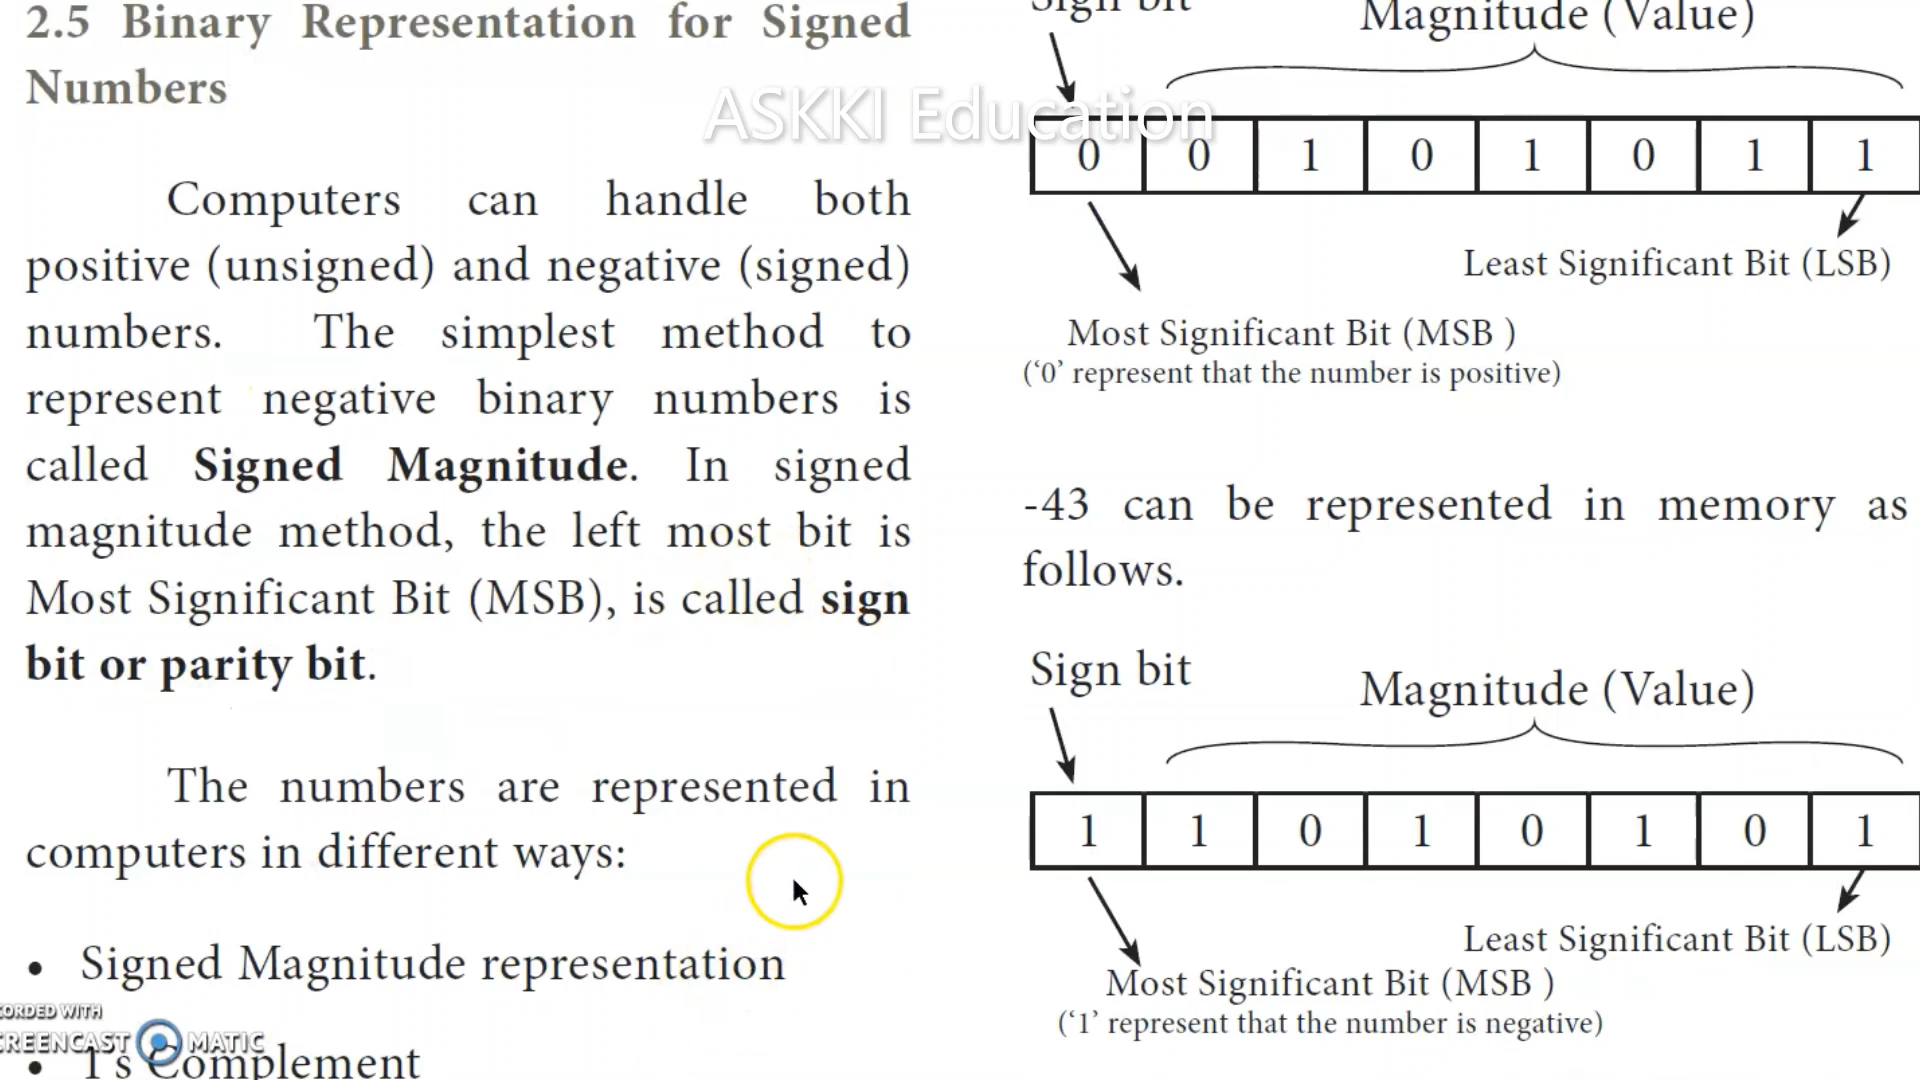 2.5 Binary Representation for Signed
Numbers
Computers can handle both
positive (unsigned) and negative (signed)
numbers. The simplest method to
represent negative binary numbers is
called Signed Magnitude. In signed
magnitude method, the left most bit is
Most Significant Bit (MSB), is called sign
bit or parity bit.
The numbers are represented in
computers in different ways:
• Signed Magnitude representation
• 1's Complement
Sign bit
Magnitude (Value)
ASKKI Education
0 0 1 0 1 0 1 1
Least Significant Bit (LSB)
Most Significant Bit (MSB )
(‘0’ represent that the number is positive)
-43 can be represented in memory as
follows.
Sign bit
Magnitude (Value)
1 1 0 1 0 1 0 1
Least Significant Bit (LSB)
Most Significant Bit (MSB )
(‘1’ represent that the number is negative)
CORDED WITH
CREENCAST MATIC